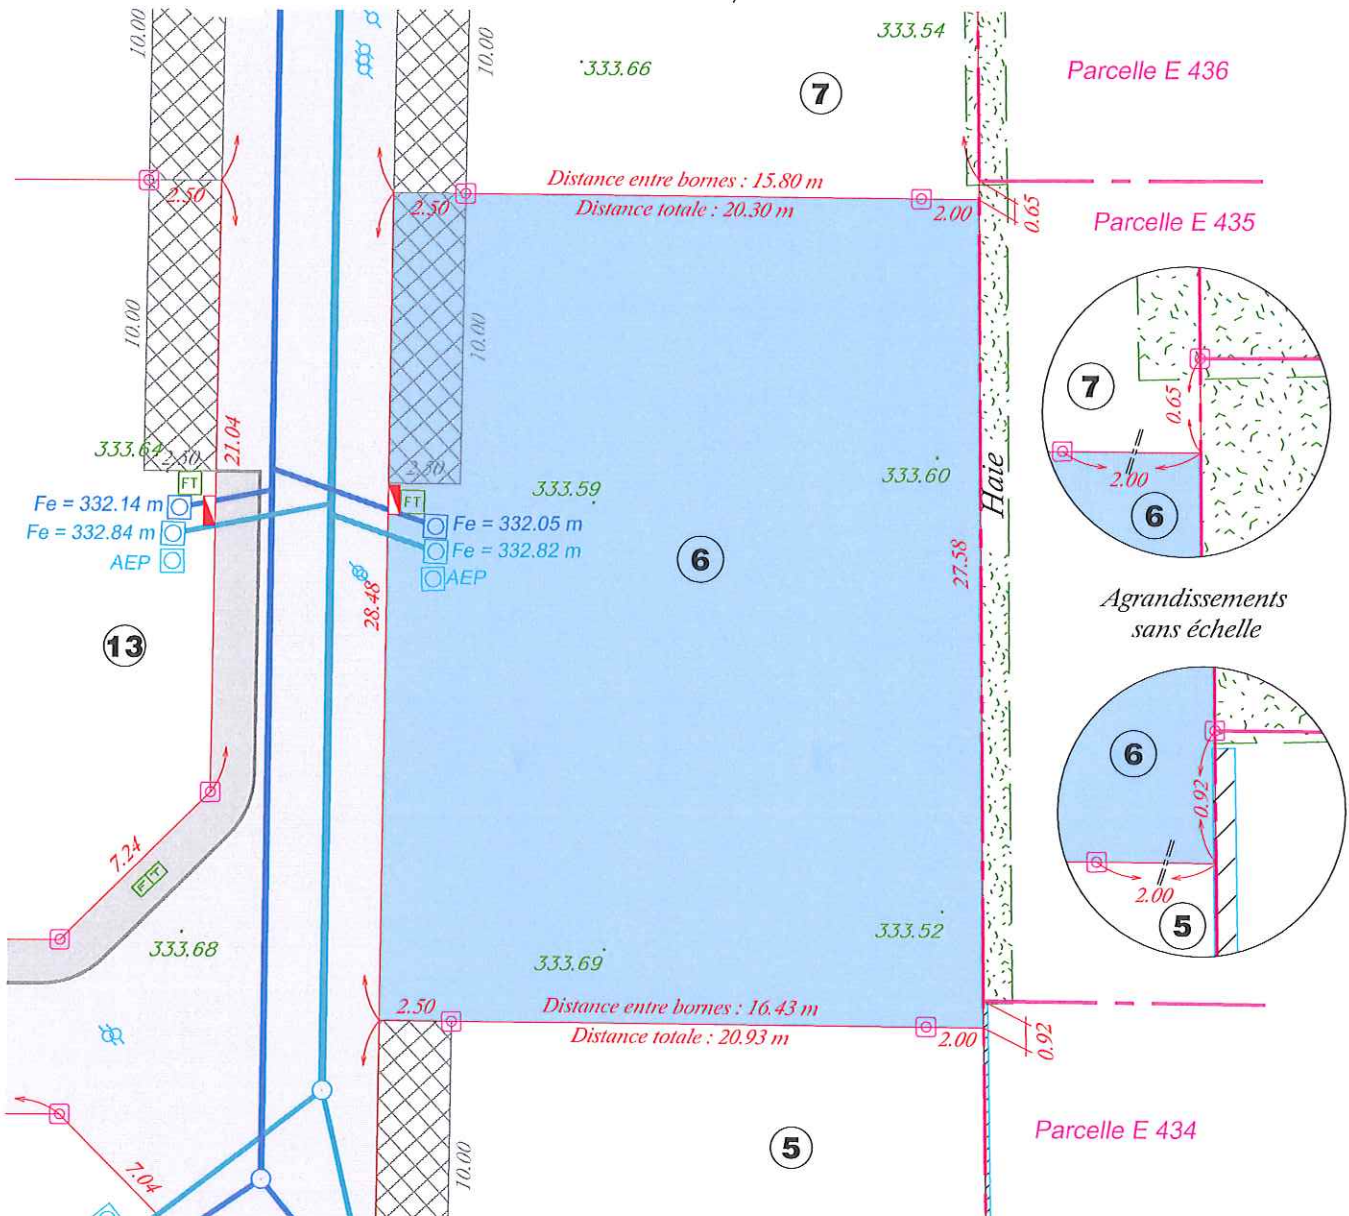 10.00
10.00
333.54
333.66
7
Parcelle E 436
Distance entre bornes : 15.80 m
2.50
2.50
Distance totale : 20.30 m
2.00
0.65
Parcelle E 435
10.00
10.00
7
0.65
2.00
6
21.04
333.64
2.50
2.50
FT
FT
333.59
333.60
Haie
Fe = 332.14 m
Fe = 332.05 m
Fe = 332.84 m
Fe = 332.82 m
AEP
AEP
6
27.58
28.48
13
Agrandissements
sans échelle
6
0.92
2.00
5
7.24
FT
333.68
333.69
333.52
2.50
Distance entre bornes : 16.43 m
Distance totale : 20.93 m
2.00
0.92
Parcelle E 434
5
10.00
7.04